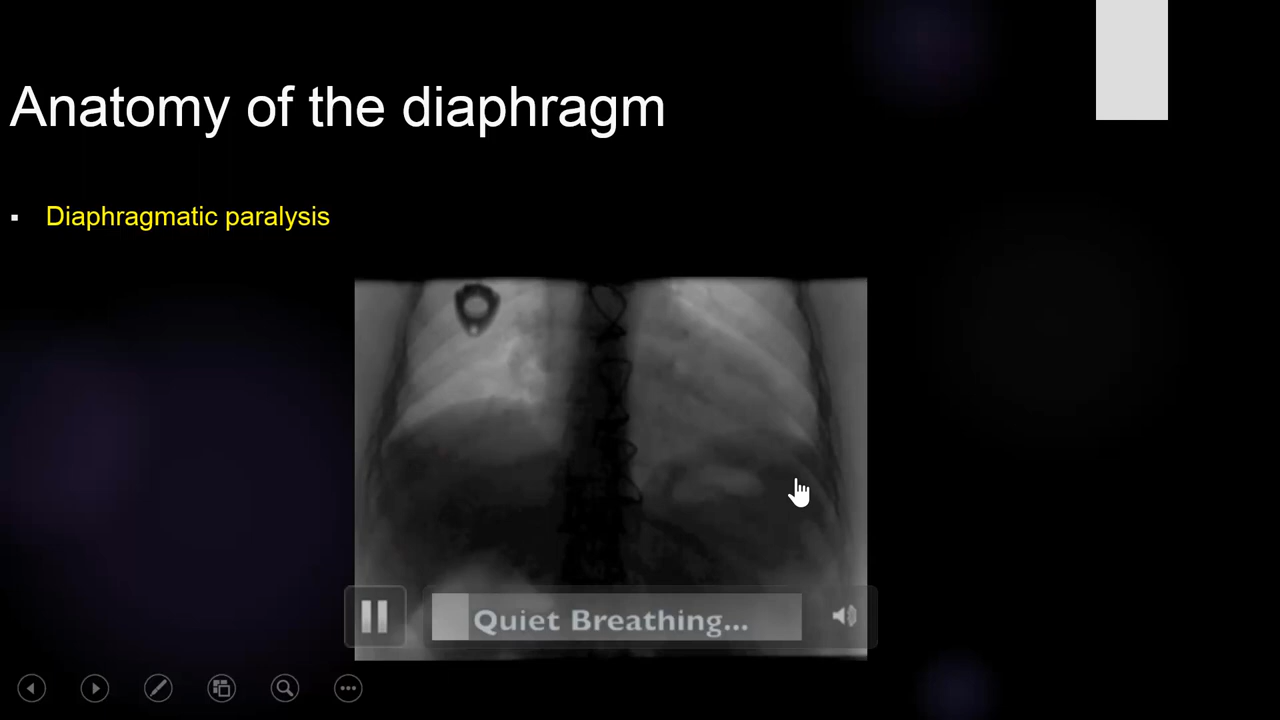 Anatomy of the diaphragm
Diaphragmatic paralysis
Quiet Breathing...